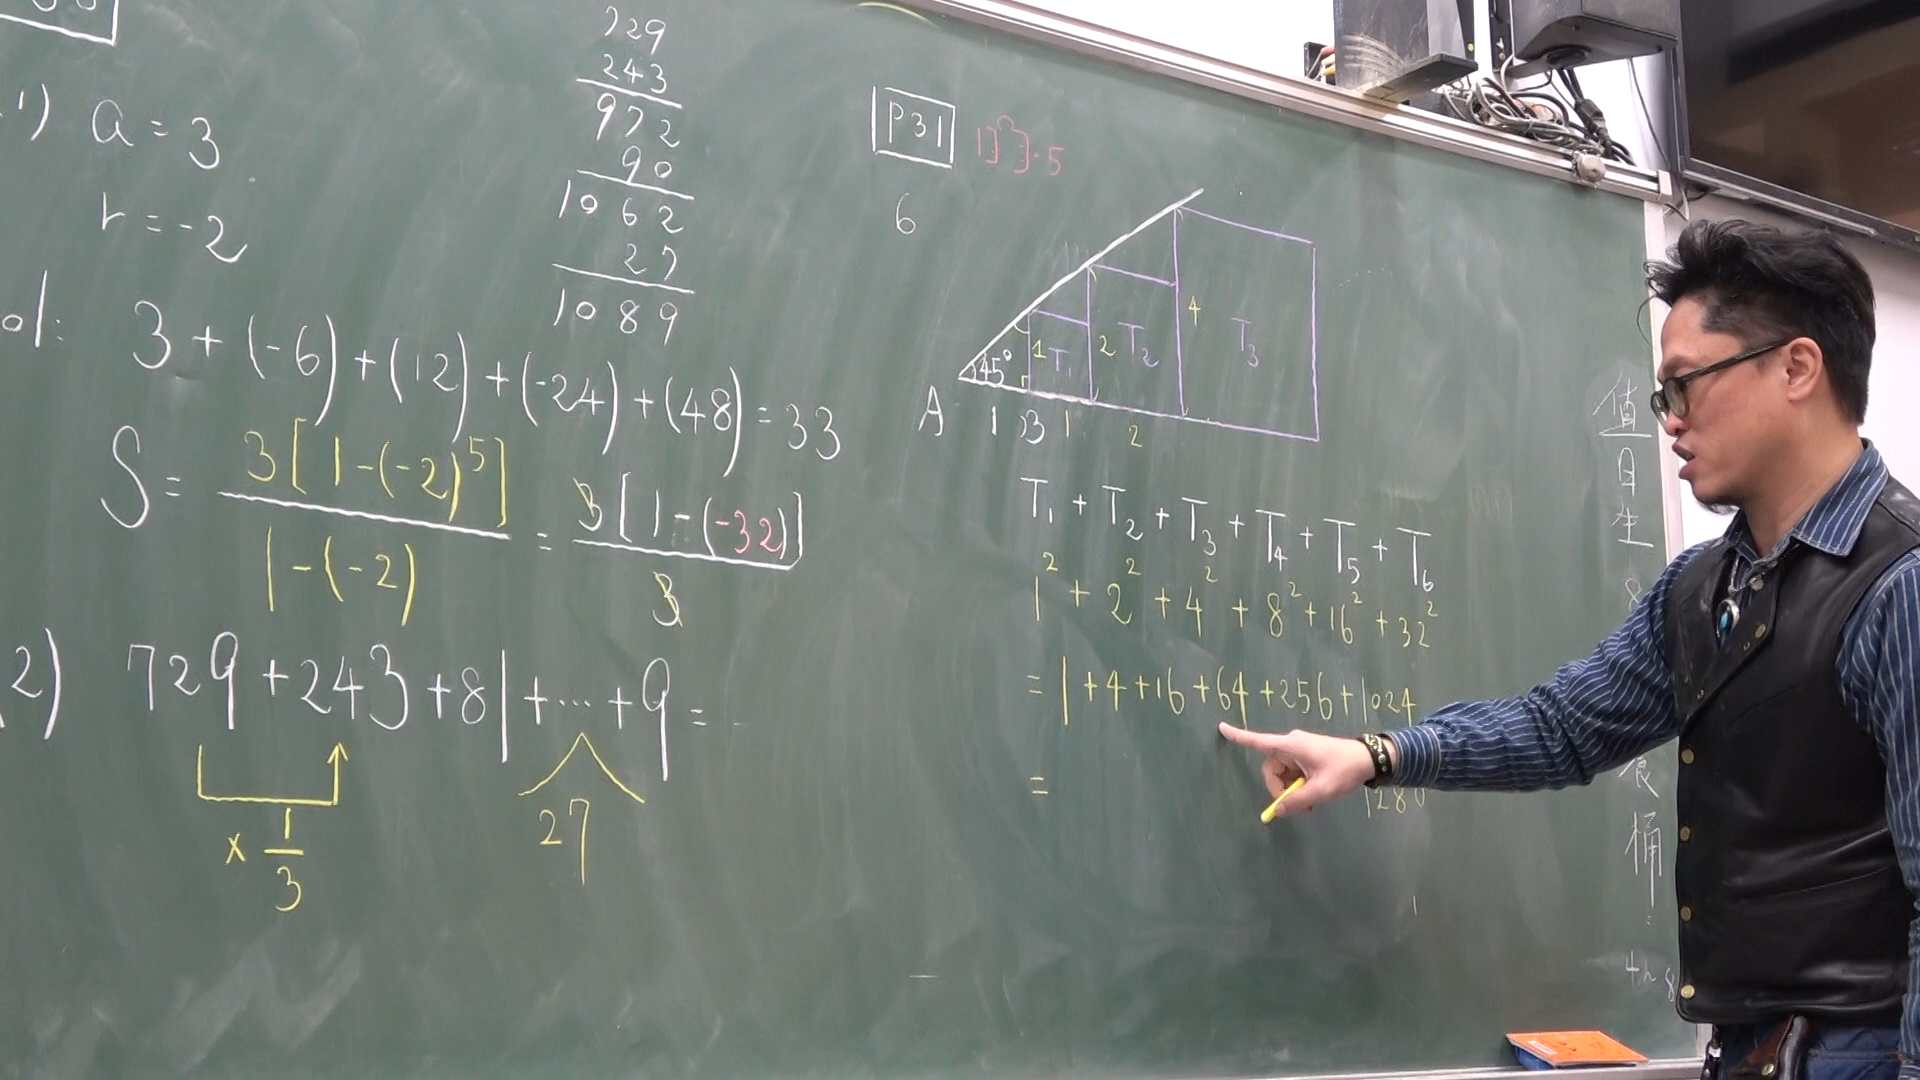 1) a = 3
r = -2
729
243
972
90
1062
27
1089
ol: 3 + (-6) + (12) + (-24) + (48) = 33
S = 3[1-(-2)^5] / 1-(-2) = 3[1-(-32)] / 3
2) 729 + 243 + 81 + ... + 9 =
× 1/3
27
P31
6
45°
1 T₁ 2 T₂ 4 T₃
A 1 B 1 2
T₁ + T₂ + T₃ + T₄ + T₅ + T₆
1² + 2² + 4² + 8² + 16² + 32²
= 1 + 4 + 16 + 64 + 256 + 1024
= 1280
值日生
桶: